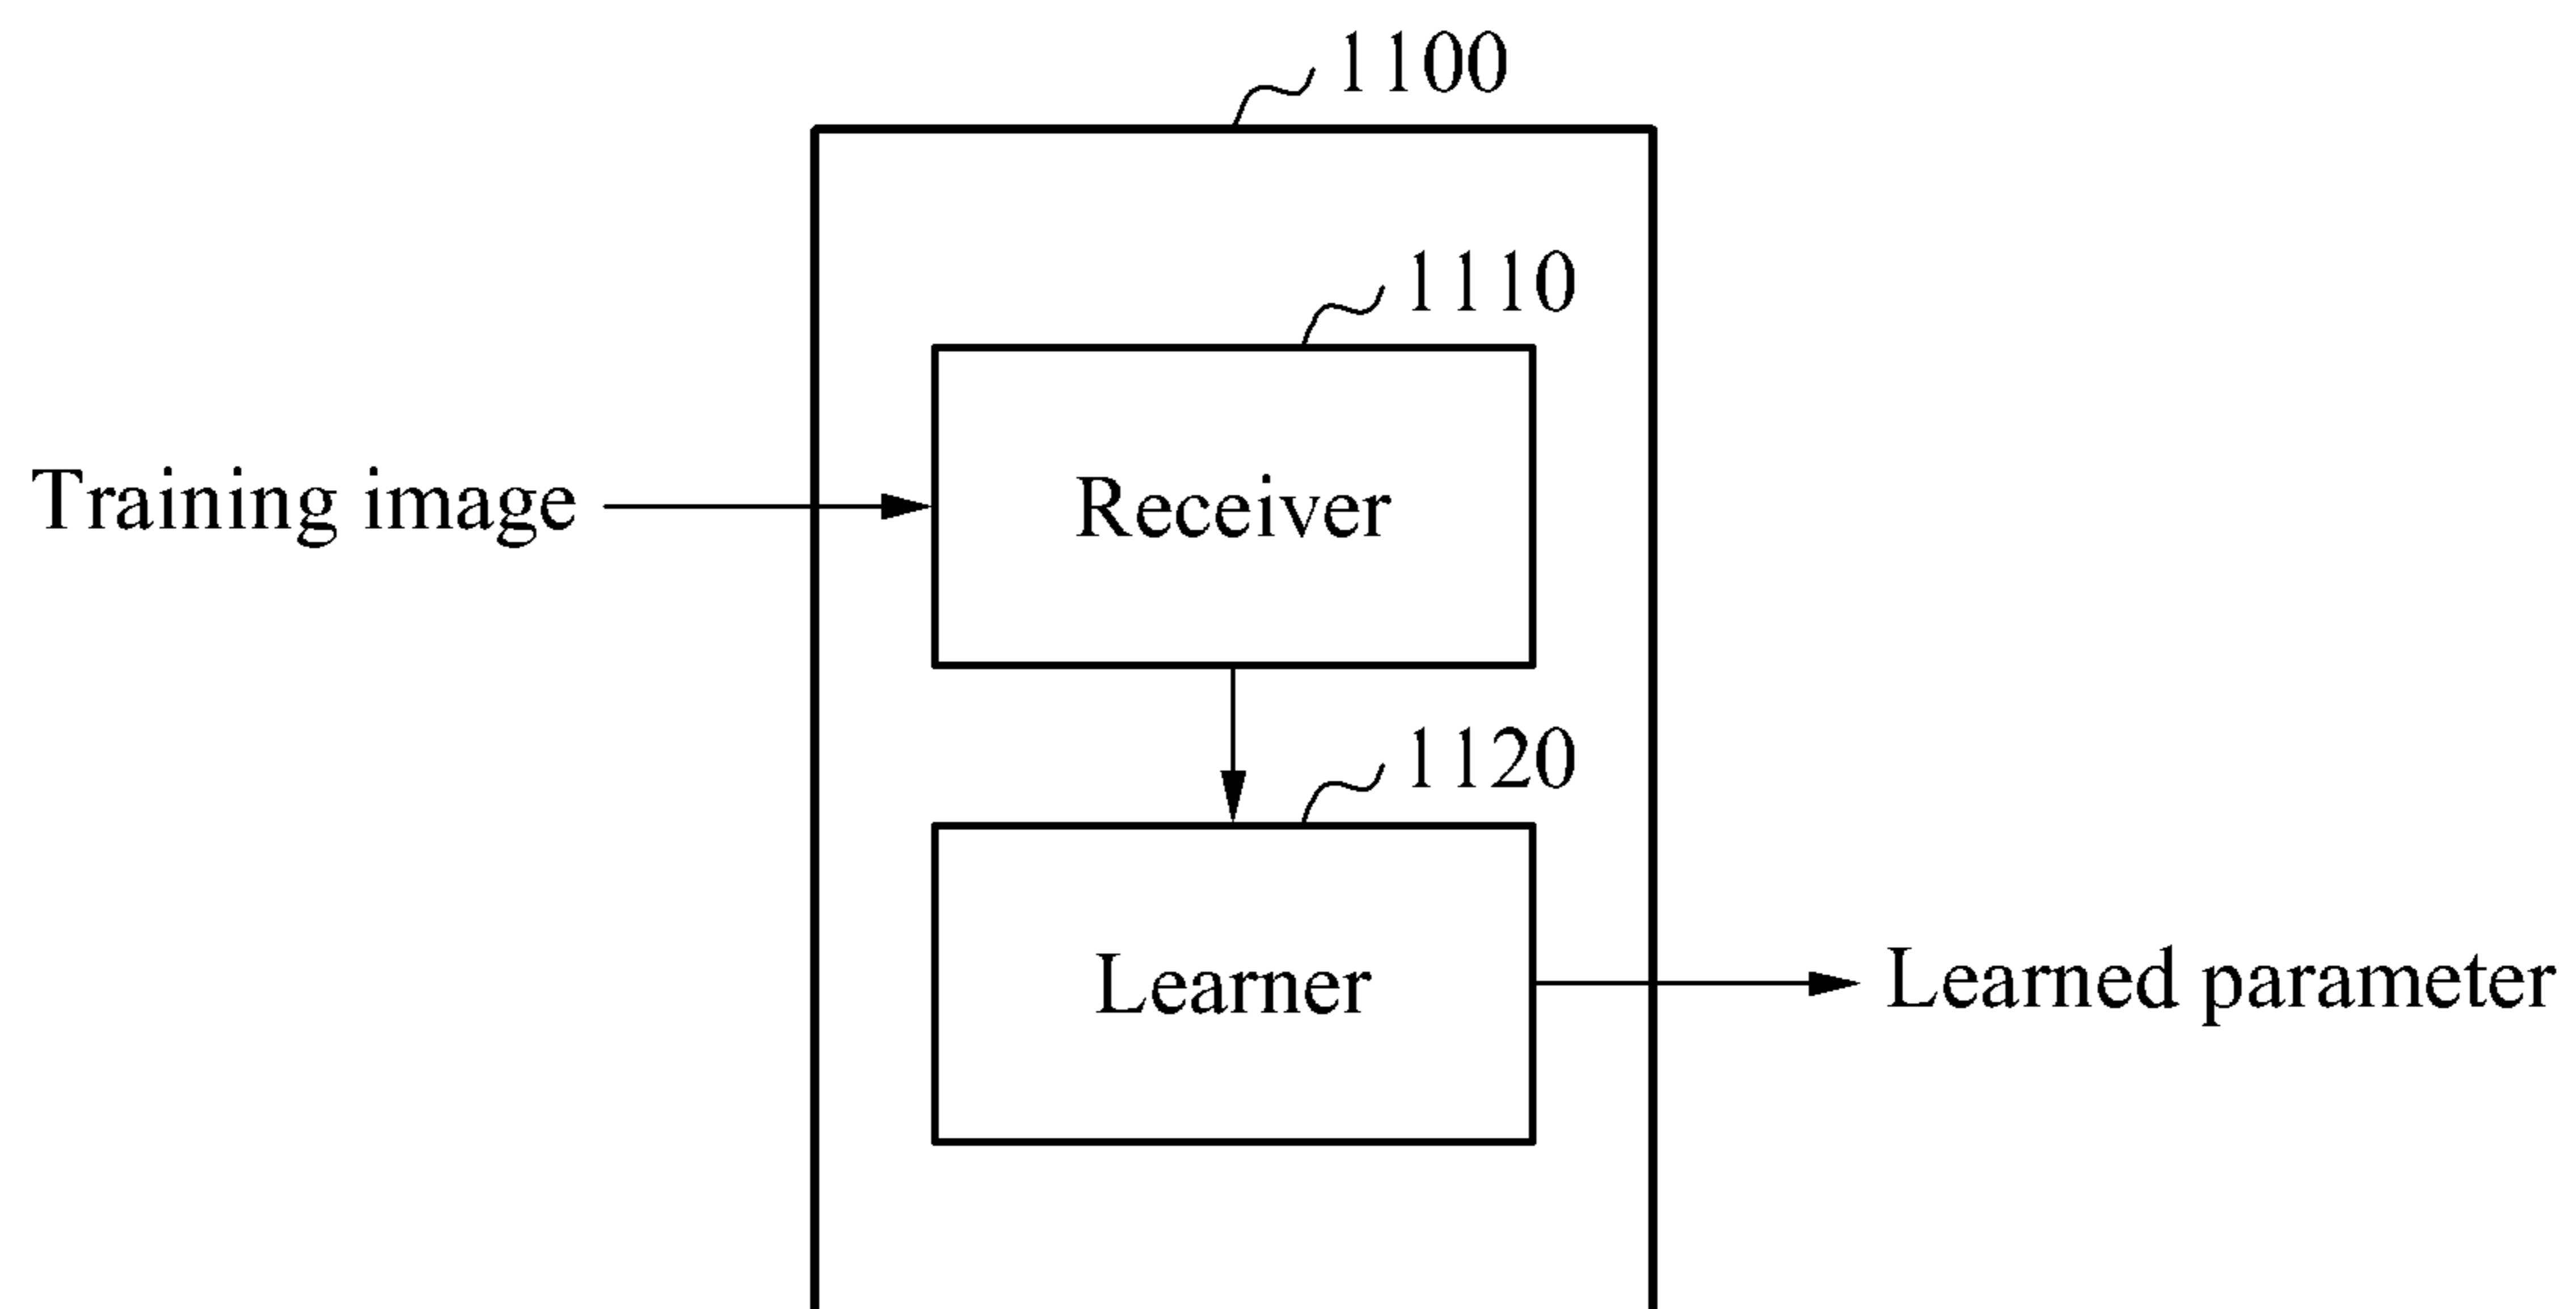 1100
1110
Training image
Receiver
1120
Learner
Learned parameter